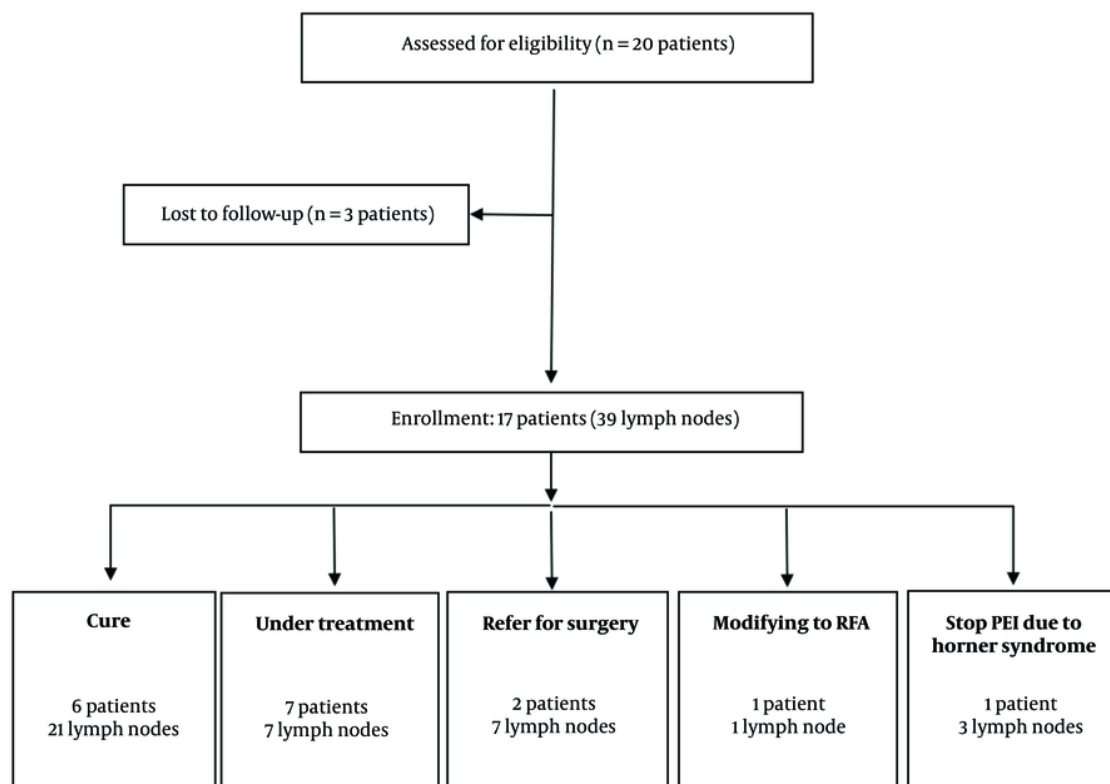 Assessed for eligibility (n = 20 patients)
Lost to follow-up (n = 3 patients)
Enrollment: 17 patients (39 lymph nodes)
Cure
6 patients
21 lymph nodes
Under treatment
7 patients
7 lymph nodes
Refer for surgery
2 patients
7 lymph nodes
Modifying to RFA
1 patient
1 lymph node
Stop PEI due to
horner syndrome
1 patient
3 lymph nodes